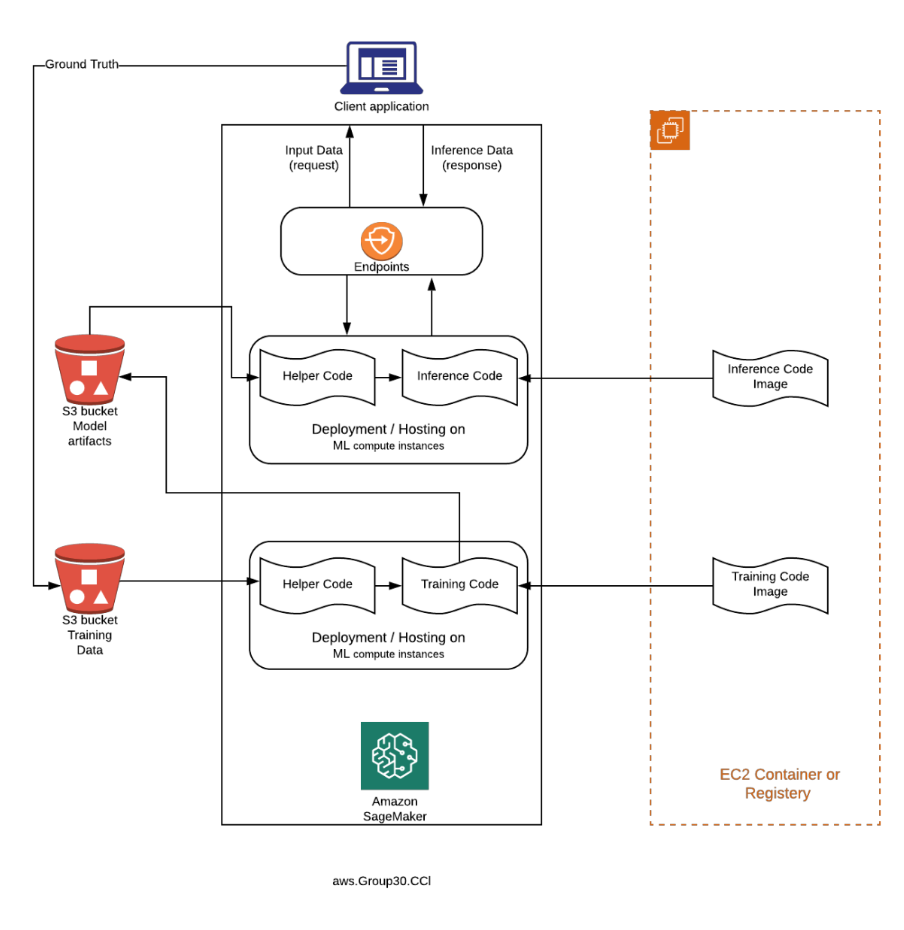 Ground Truth
Client application
Input Data
(request)
Inference Data
(response)
Endpoints
Helper Code
Inference Code
Inference Code
Image
S3 bucket
Model
artifacts
Deployment / Hosting on
ML compute instances
Helper Code
Training Code
Training Code
Image
S3 bucket
Training
Data
Deployment / Hosting on
ML compute instances
EC2 Container or
Registery
Amazon
SageMaker
aws.Group30.CCI